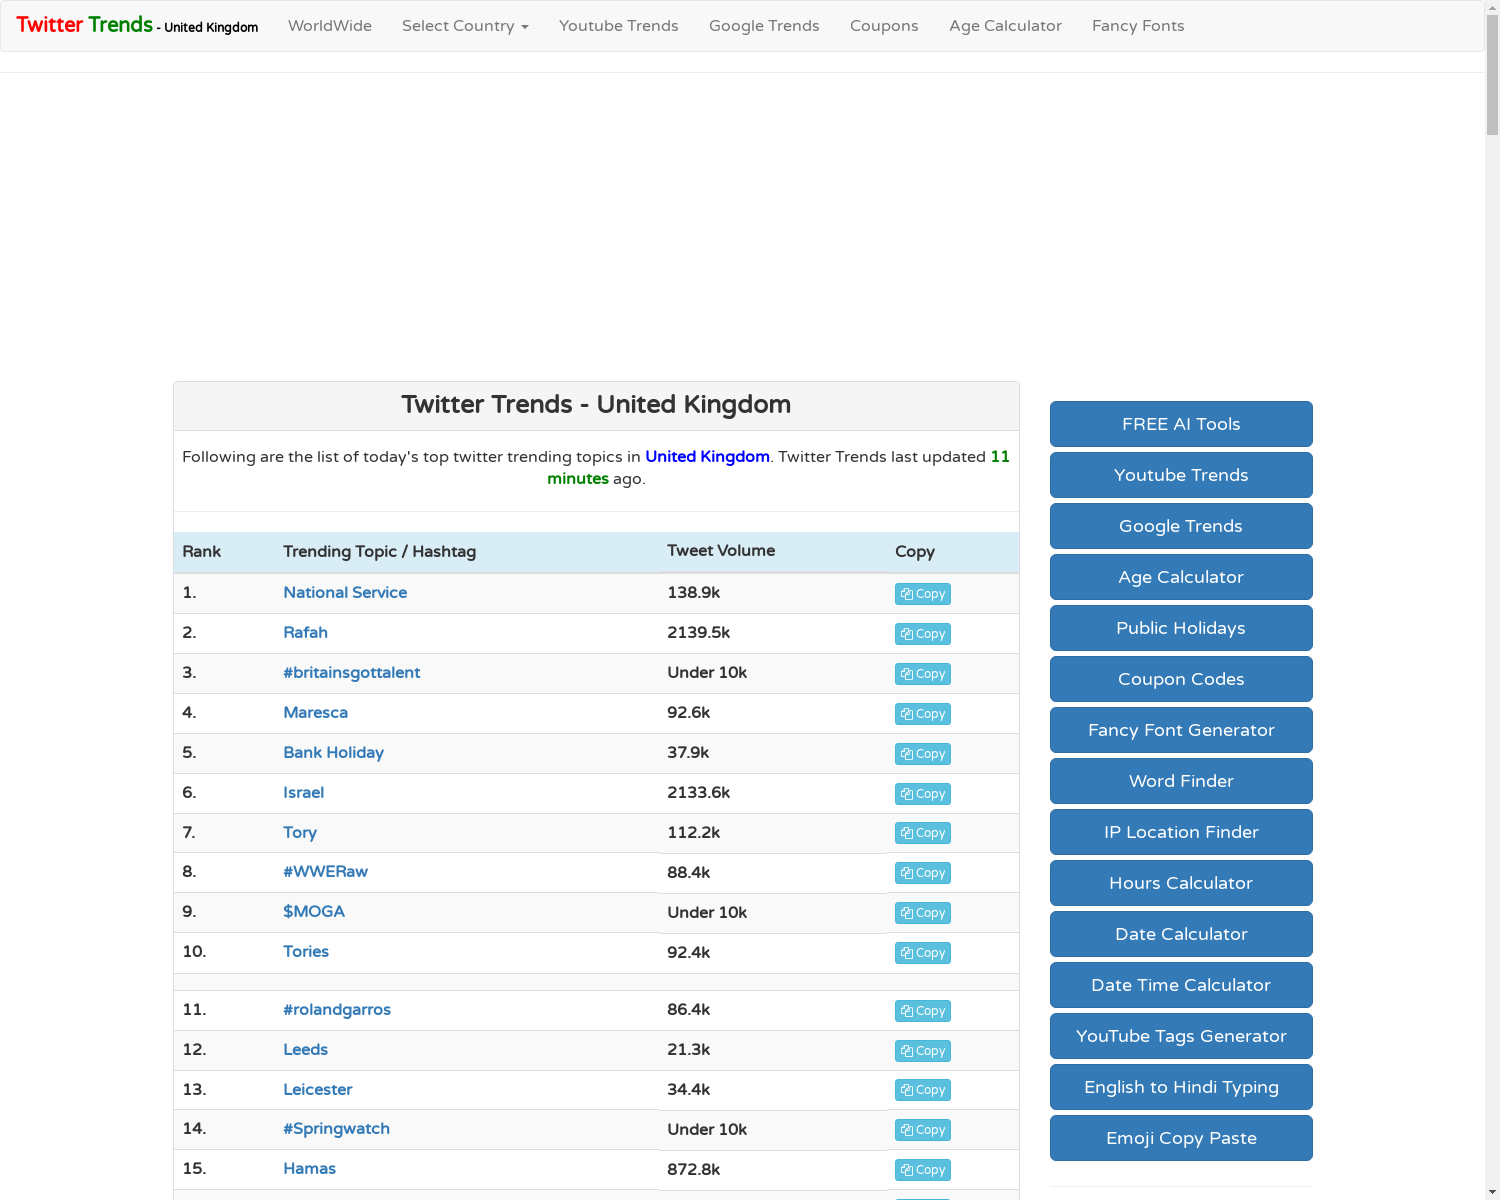 Twitter Trends - United Kingdom WorldWide Select Country Youtube Trends Google Trends Coupons Age Calculator Fancy Fonts
Twitter Trends - United Kingdom
Following are the list of today's top twitter trending topics in United Kingdom. Twitter Trends last updated 11
minutes ago.
Rank Trending Topic / Hashtag Tweet Volume Copy
1. National Service 138.9k Copy
2. Rafah 2139.5k Copy
3. #britainsgottalent Under 10k Copy
4. Maresca 92.6k Copy
5. Bank Holiday 37.9k Copy
6. Israel 2133.6k Copy
7. Tory 112.2k Copy
8. #WWERaw 88.4k Copy
9. $MOGA Under 10k Copy
10. Tories 92.4k Copy
11. #rolandgarros 86.4k Copy
12. Leeds 21.3k Copy
13. Leicester 34.4k Copy
14. #Springwatch Under 10k Copy
15. Hamas 872.8k Copy
FREE AI Tools
Youtube Trends
Google Trends
Age Calculator
Public Holidays
Coupon Codes
Fancy Font Generator
Word Finder
IP Location Finder
Hours Calculator
Date Calculator
Date Time Calculator
YouTube Tags Generator
English to Hindi Typing
Emoji Copy Paste